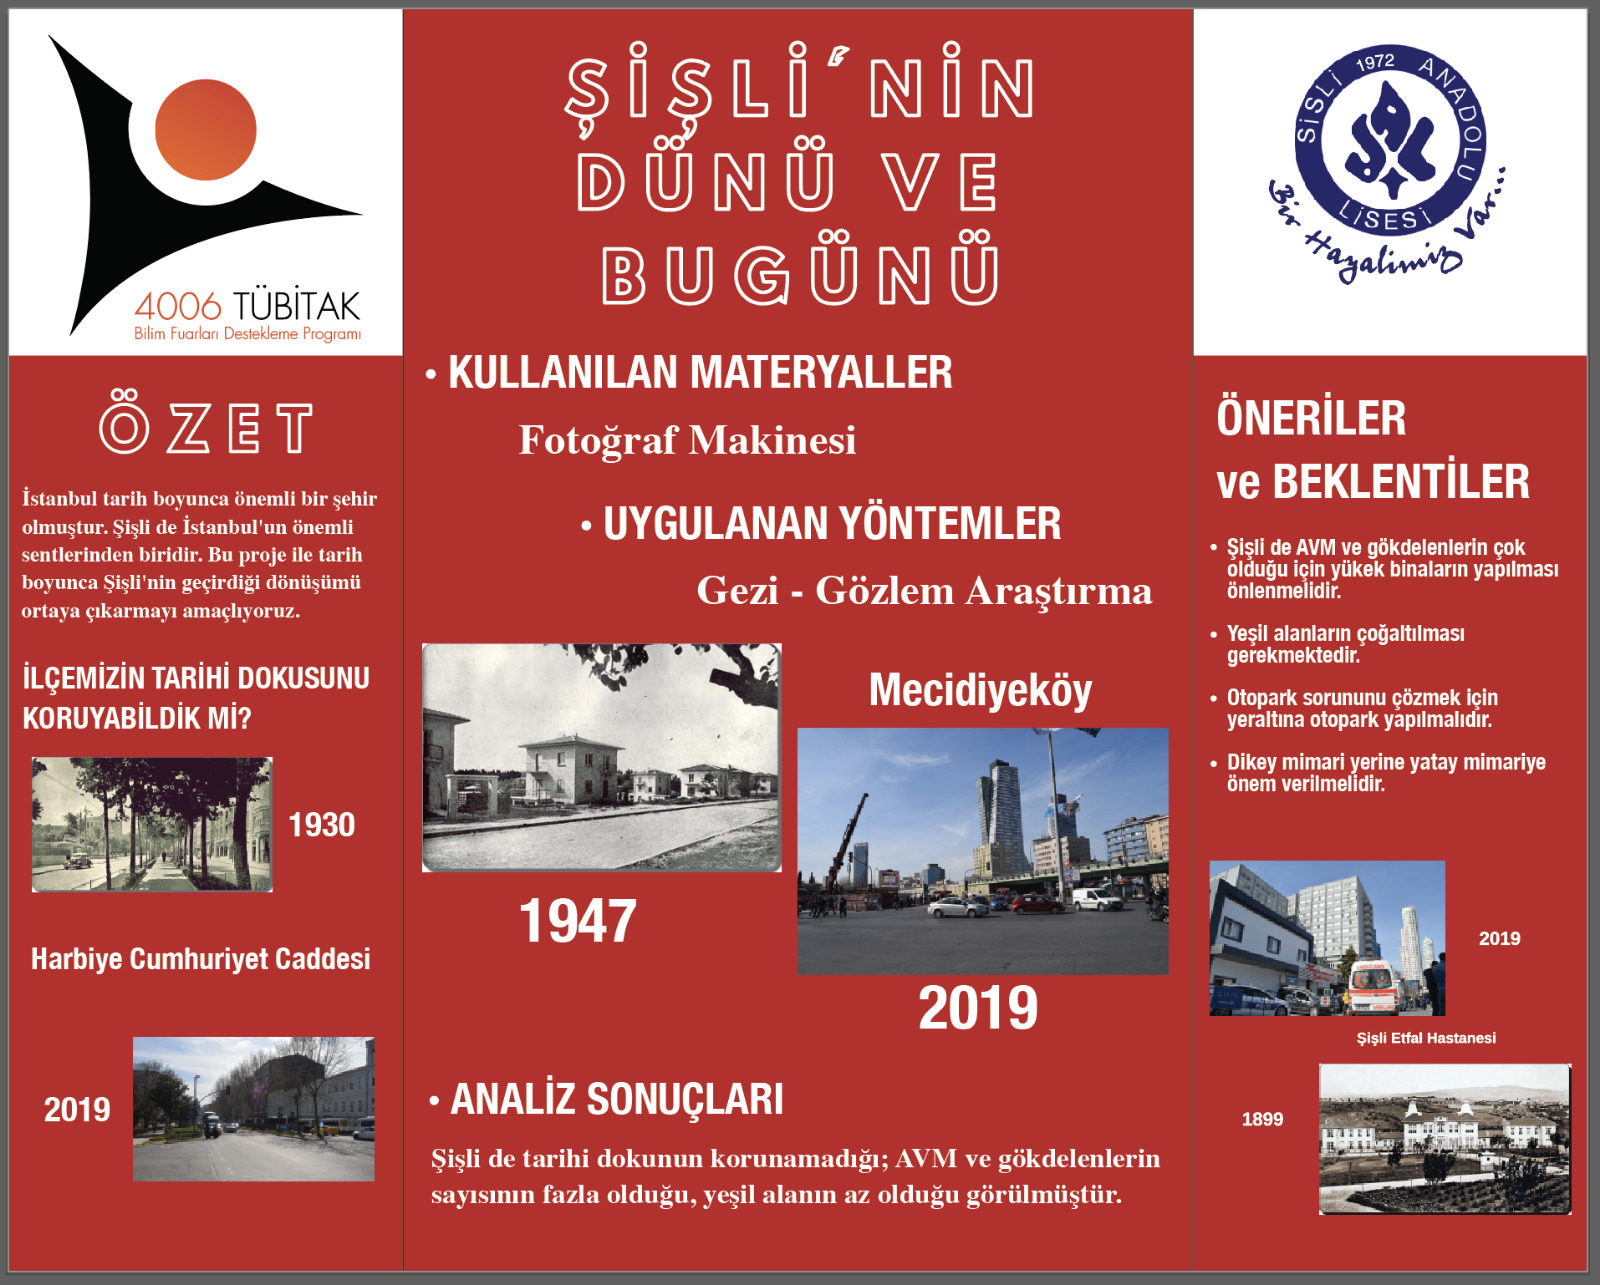 4006 TÜBİTAK
Bilim Fuarları Destekleme Programı
ÖZET
İstanbul tarih boyunca önemli bir şehir
olmuştur. Şişli de İstanbul'un önemli
sentlerinden biridir. Bu proje ile tarih
boyunca Şişli'nin geçirdiği dönüşümü
ortaya çıkarmayı amaçlıyoruz.
İLÇEMİZİN TARİHİ DOKUSUNU
KORUYABİLDİK Mİ?
1930
Harbiye Cumhuriyet Caddesi
2019
ŞİŞLİ'NİN
DÜNÜ VE
BUGÜNÜ
• KULLANILAN MATERYALLER
Fotoğraf Makinesi
• UYGULANAN YÖNTEMLER
Gezi - Gözlem Araştırma
Mecidiyeköy
1947
2019
• ANALİZ SONUÇLARI
Şişli de tarihi dokunun korunamadığı; AVM ve gökdelenlerin
sayısının fazla olduğu, yeşil alanın az olduğu görülmüştür.
ŞİŞLİ 1972 ANADOLU
LİSESİ
Bir Hayalimiz Var...
ÖNERİLER
ve BEKLENTİLER
• Şişli de AVM ve gökdelenlerin çok
olduğu için yükek binaların yapılması
önlenmelidir.
• Yeşil alanların çoğaltılması
gerekmektedir.
• Otopark sorununu çözmek için
yeraltına otopark yapılmalıdır.
• Dikey mimari yerine yatay mimariye
önem verilmelidir.
2019
Şişli Etfal Hastanesi
1899